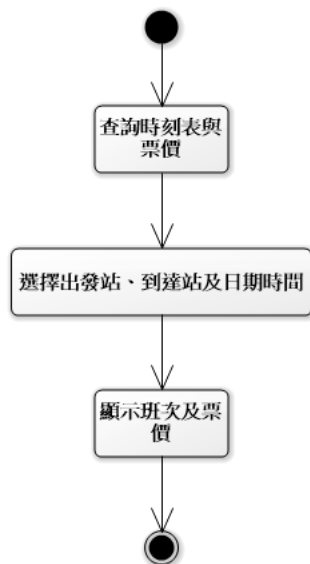 查詢時刻表與
票價
選擇出發站、到達站及日期時間
顯示班次及票
價